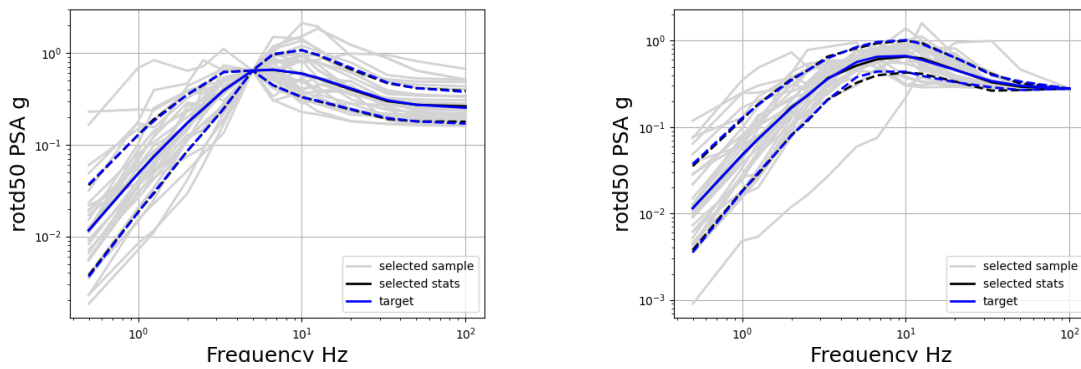 10⁰
10⁻¹
10⁻²
rotd50 PSA g
selected sample
selected stats
target
10⁰
10¹
10²
Frequency Hz
10⁰
10⁻¹
10⁻²
10⁻³
rotd50 PSA g
selected sample
selected stats
target
10⁰
10¹
10²
Frequency Hz